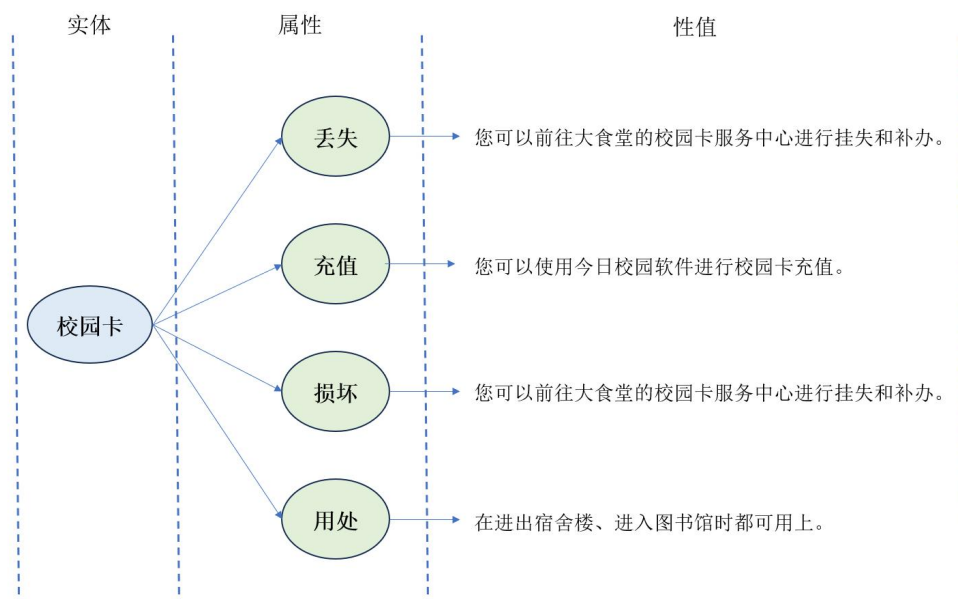 实体
属性
性值
丢失
您可以前往大食堂的校园卡服务中心进行挂失和补办。
充值
您可以使用今日校园软件进行校园卡充值。
校园卡
损坏
您可以前往大食堂的校园卡服务中心进行挂失和补办。
用处
在进出宿舍楼、进入图书馆时都可用上。